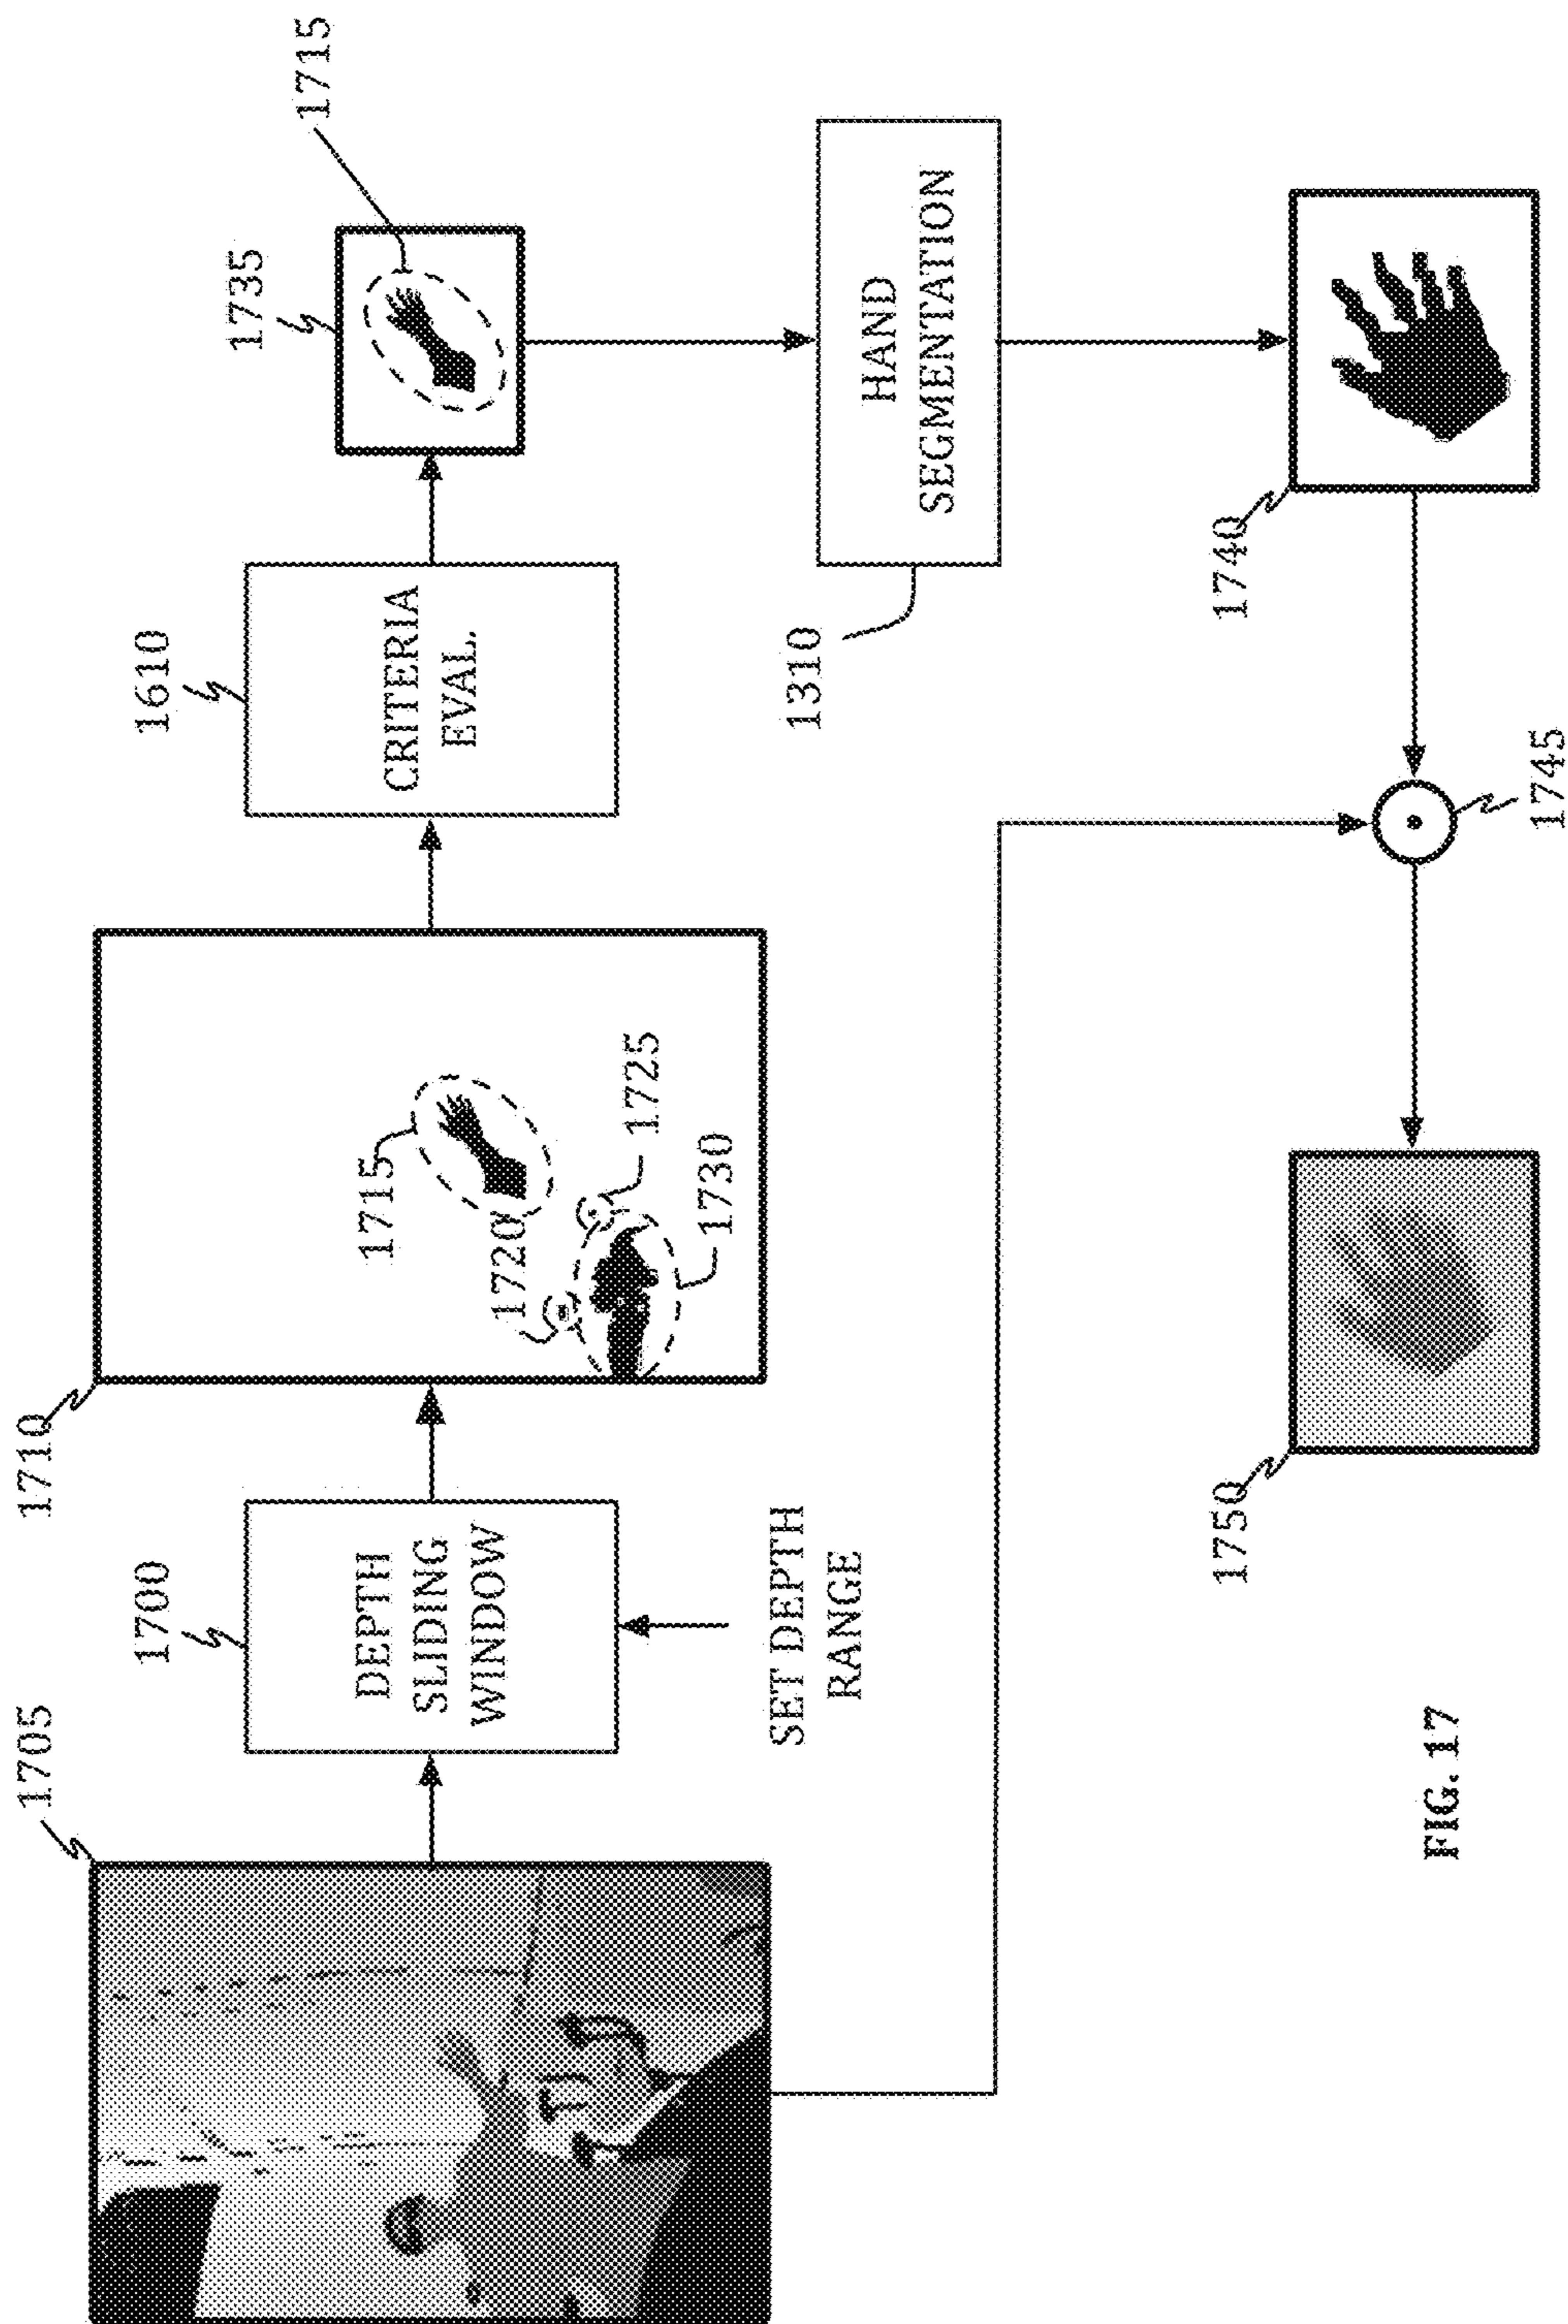 1705
1700
1710
1610
1735
1715
DEPTH
SLIDING
WINDOW
SET DEPTH
RANGE
1715
1720
1725
1730
CRITERIA
EVAL.
1310
HAND
SEGMENTATION
1750
1745
1740
FIG. 17